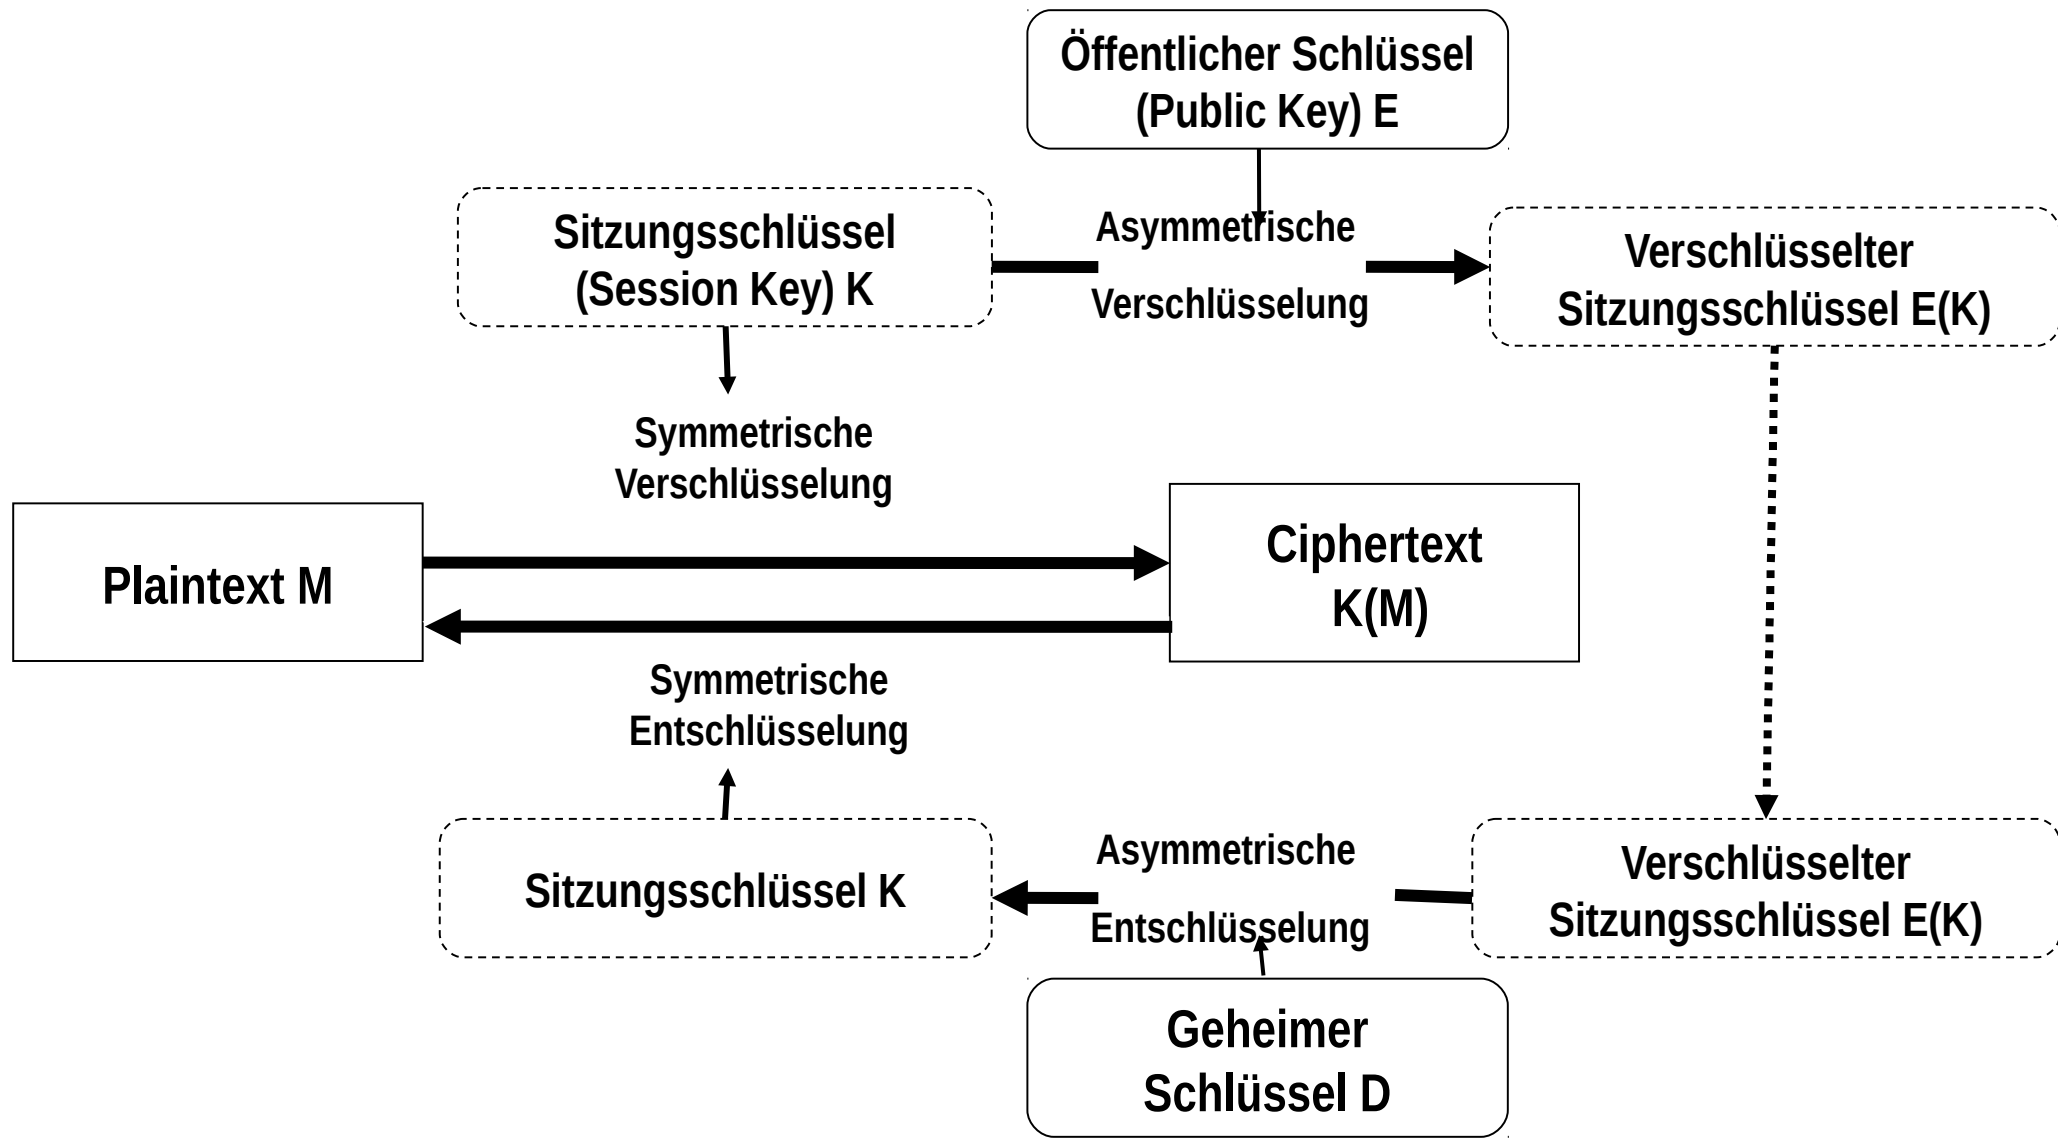 Öffentlicher Schlüssel
(Public Key) E
Sitzungsschlüssel
(Session Key) K
Asymmetrische
Verschlüsselung
Verschlüsselter
Sitzungsschlüssel E(K)
Symmetrische
Verschlüsselung
Plaintext M
Ciphertext
K(M)
Symmetrische
Entschlüsselung
Sitzungsschlüssel K
Asymmetrische
Entschlüsselung
Verschlüsselter
Sitzungsschlüssel E(K)
Geheimer
Schlüssel D